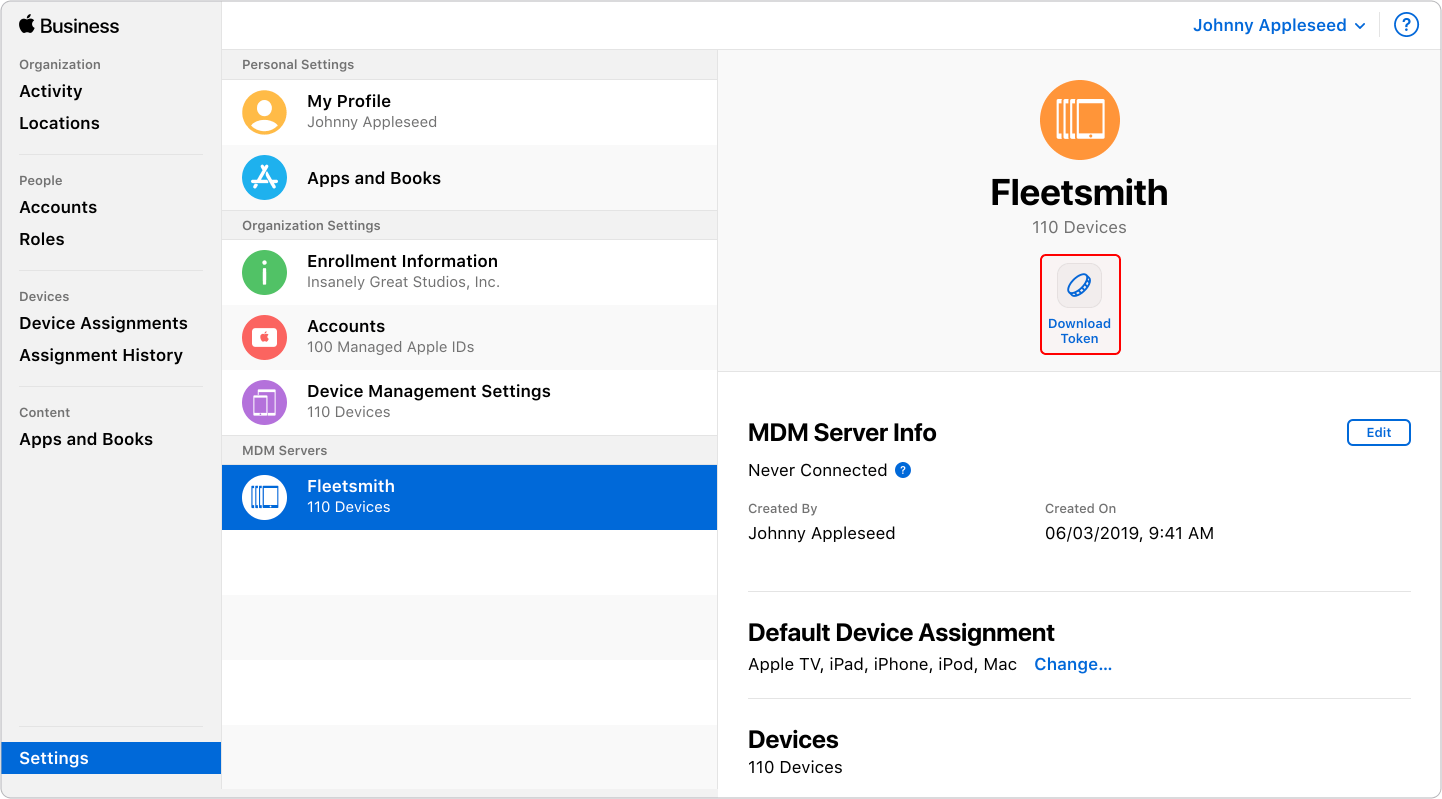 Business
Johnny Appleseed
?
Organization
Activity
Locations
People
Accounts
Roles
Devices
Device Assignments
Assignment History
Content
Apps and Books
Settings
Personal Settings
My Profile
Johnny Appleseed
Apps and Books
Organization Settings
Enrollment Information
Insanely Great Studios, Inc.
Accounts
100 Managed Apple IDs
Device Management Settings
110 Devices
MDM Servers
Fleetsmith
110 Devices
Fleetsmith
110 Devices
Download
Token
MDM Server Info
Edit
Never Connected ?
Created By
Johnny Appleseed
Created On
06/03/2019, 9:41 AM
Default Device Assignment
Apple TV, iPad, iPhone, iPod, Mac Change...
Devices
110 Devices